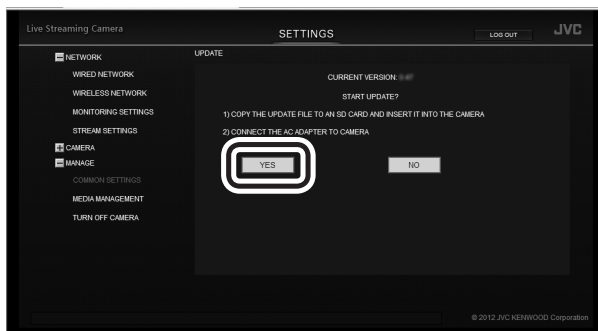 Live Streaming Camera
SETTINGS
LOG OUT
JVC
NETWORK
UPDATE
WIRED NETWORK
CURRENT VERSION:
WIRELESS NETWORK
START UPDATE?
MONITORING SETTINGS
1) COPY THE UPDATE FILE TO AN SD CARD AND INSERT IT INTO THE CAMERA
STREAM SETTINGS
2) CONNECT THE AC ADAPTER TO CAMERA
CAMERA
MANAGE
YES
NO
COMMON SETTINGS
MEDIA MANAGEMENT
TURN OFF CAMERA
© 2012 JVC KENWOOD Corporation